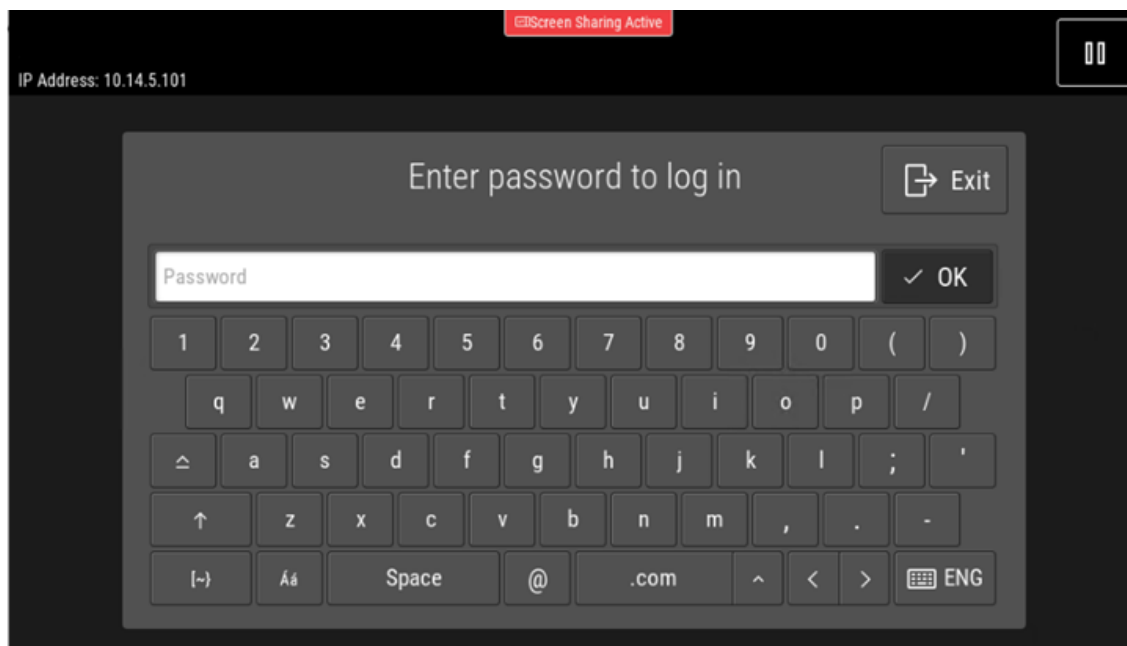 Screen Sharing Active
IP Address: 10.14.5.101
Enter password to log in
Exit
Password
OK
1 2 3 4 5 6 7 8 9 0 ( )
q w e r t y u i o p /
a s d f g h j k l ; '
z x c v b n m , . -
[~} Áá Space @ .com ^ < > ENG